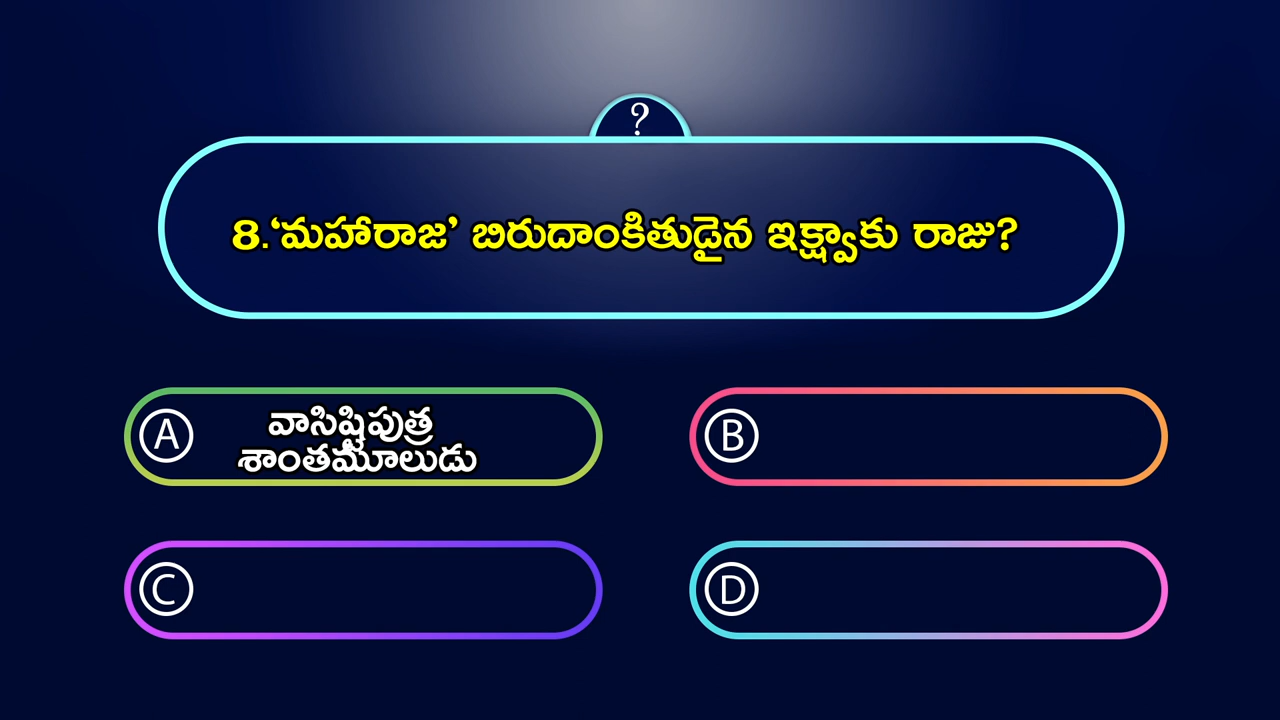 ?
8.‘మహారాజ’ బిరుదాంకితుడైన ఇక్ష్వాకు రాజు?
A వాసిష్టిపుత్ర
శాంతమూలుడు
B
C
D